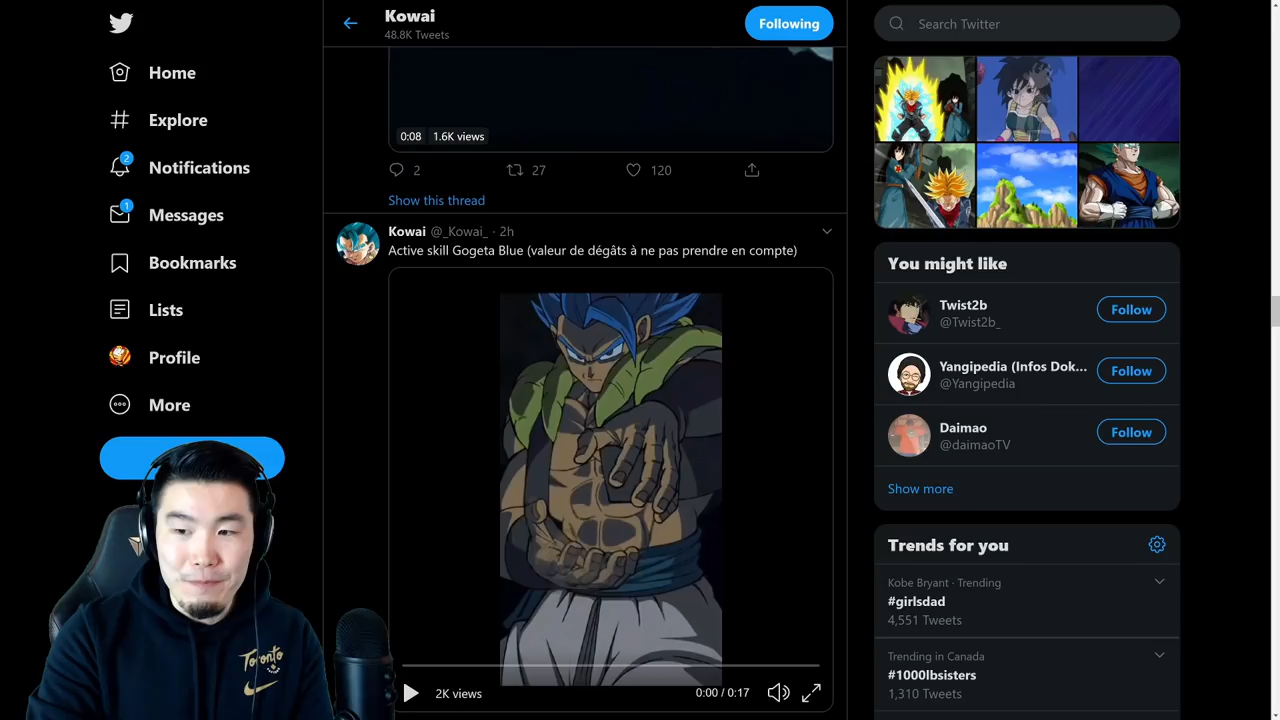 Home
Explore
2
Notifications
1
Messages
Bookmarks
Lists
Profile
More
Toronto
Kowai
48.8K Tweets
Following
0:08 1.6K views
2 27 120
Show this thread
Kowai @_Kowai_ · 2h
Active skill Gogeta Blue (valeur de dégâts à ne pas prendre en compte)
2K views
0:00 / 0:17
Search Twitter
You might like
Twist2b
@Twist2b_
Follow
Yangipedia (Infos Dok...
@Yangipedia
Follow
Daimao
@daimaoTV
Follow
Show more
Trends for you
Kobe Bryant · Trending
#girlsdad
4,551 Tweets
Trending in Canada
#1000lbsisters
1,310 Tweets